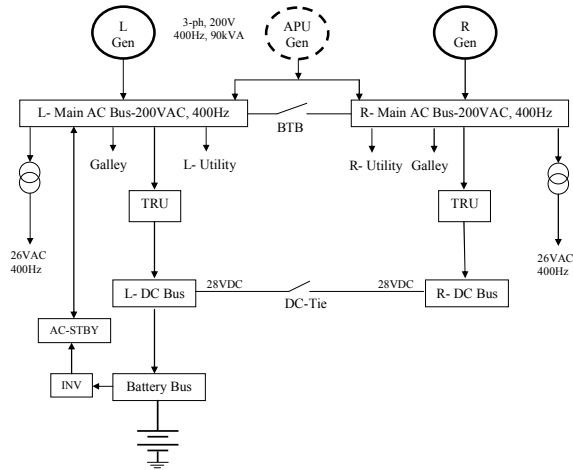 L
Gen
3-ph, 200V
400Hz, 90kVA
APU
Gen
R
Gen
L- Main AC Bus-200VAC, 400Hz
BTB
R- Main AC Bus-200VAC, 400Hz
Galley
L- Utility
R- Utility
Galley
TRU
TRU
26VAC
400Hz
26VAC
400Hz
L- DC Bus
28VDC
DC-Tie
28VDC
R- DC Bus
AC-STBY
INV
Battery Bus